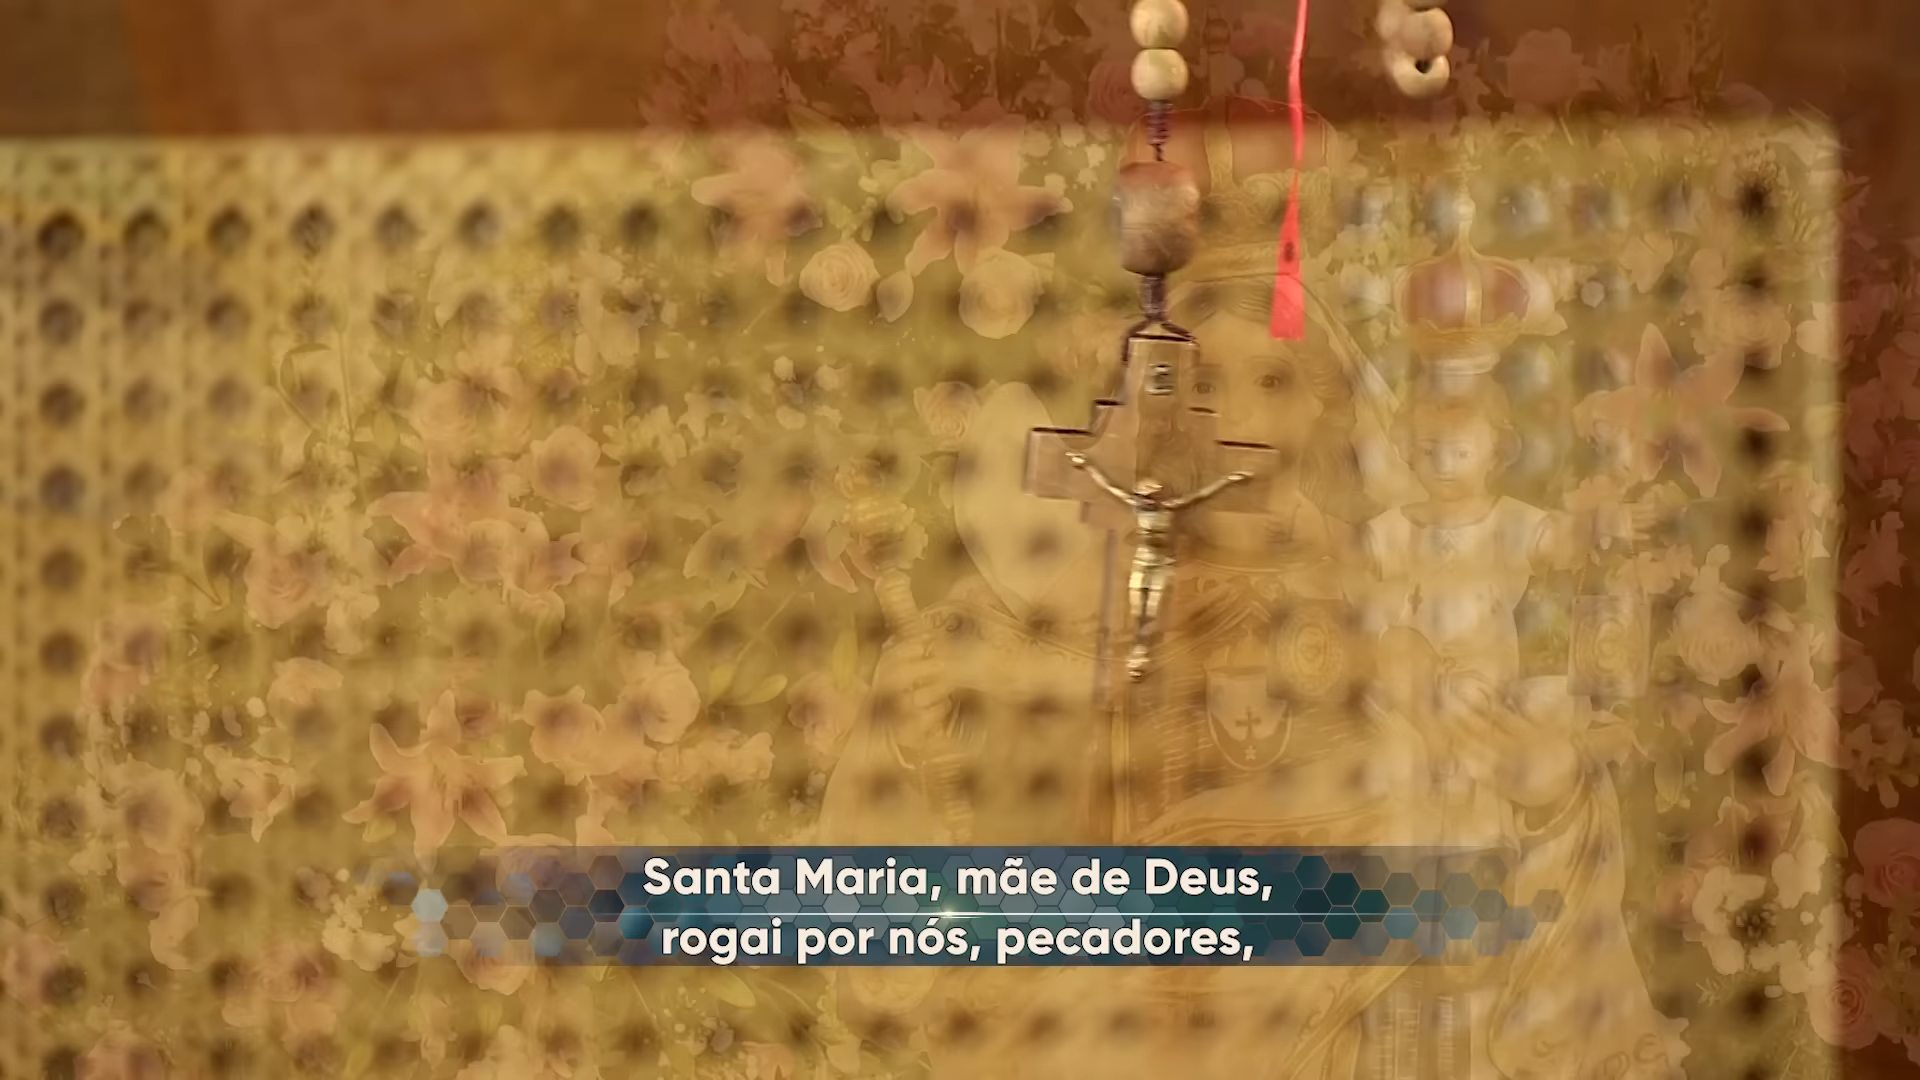 Santa Maria, mãe de Deus,
rogai por nós, pecadores,